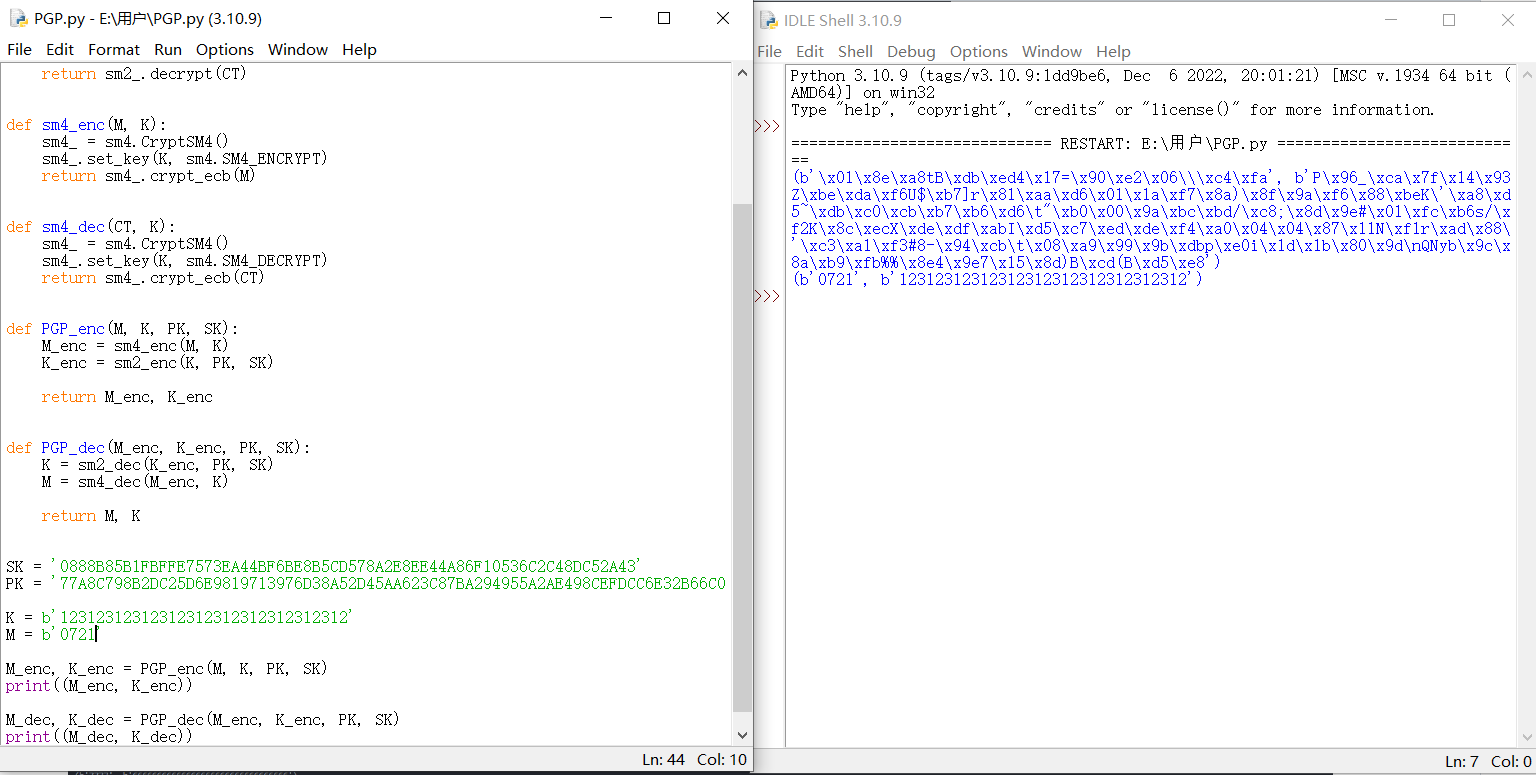 PGP.py - E:\用户\PGP.py (3.10.9)
File Edit Format Run Options Window Help
    return sm2_.decrypt(CT)
def sm4_enc(M, K):
    sm4_ = sm4.CryptSM4()
    sm4_.set_key(K, sm4.SM4_ENCRYPT)
    return sm4_.crypt_ecb(M)
def sm4_dec(CT, K):
    sm4_ = sm4.CryptSM4()
    sm4_.set_key(K, sm4.SM4_DECRYPT)
    return sm4_.crypt_ecb(CT)
def PGP_enc(M, K, PK, SK):
    M_enc = sm4_enc(M, K)
    K_enc = sm2_enc(K, PK, SK)
    return M_enc, K_enc
def PGP_dec(M_enc, K_enc, PK, SK):
    K = sm2_dec(K_enc, PK, SK)
    M = sm4_dec(M_enc, K)
    return M, K
SK = '0888B85B1FBFFE7573EA44BF6BE8B5CD578A2E8EE44A86F10536C2C48DC52A43'
PK = '77A8C798B2DC25D6E9819713976D38A52D45AA623C87BA294955A2AE498CEFDCC6E32B66C0
K = b'12312312312312312312312312312312'
M = b'0721'
M_enc, K_enc = PGP_enc(M, K, PK, SK)
print((M_enc, K_enc))
M_dec, K_dec = PGP_dec(M_enc, K_enc, PK, SK)
print((M_dec, K_dec))
Ln: 44 Col: 10
IDLE Shell 3.10.9
File Edit Shell Debug Options Window Help
Python 3.10.9 (tags/v3.10.9:1dd9be6, Dec  6 2022, 20:01:21) [MSC v.1934 64 bit (
AMD64)] on win32
Type "help", "copyright", "credits" or "license()" for more information.
>>>
============================= RESTART: E:\用户\PGP.py ==========================
==
(b'\x01\x8e\xa8tB\xdb\xed4\x17=\x90\xe2\x06\\\xc4\xfa', b'P\x96_\xca\x7f\x14\x93
Z\xbe\xda\xf6U$\xb7]r\x81\xaa\xd6\x01\x1a\xf7\x8a)\x8f\x9a\xf6\x88\xbeK\'\xa8\xd
5~\xdb\xc0\xcb\xb7\xb6\xd6\t"\xb0\x00\x9a\xbc\xbd/\xc8;\x8d\x9e#\x01\xfc\xb6s/\x
f2K\x8c\xecX\xde\xdf\xabI\xd5\xc7\xed\xde\xf4\xa0\x04\x04\x87\x11N\xf1r\xad\x88\
'\xc3\xa1\xf3#8-\x94\xcb\t\x08\xa9\x99\x9b\xdbp\xe0i\x1d\x1b\x80\x9d\nQNyb\x9c\x
8a\xb9\xfb%%\x8e4\x9e7\x15\x8d)B\xcd(B\xd5\xe8')
(b'0721', b'12312312312312312312312312312312')
>>>
Ln: 7 Col: 0